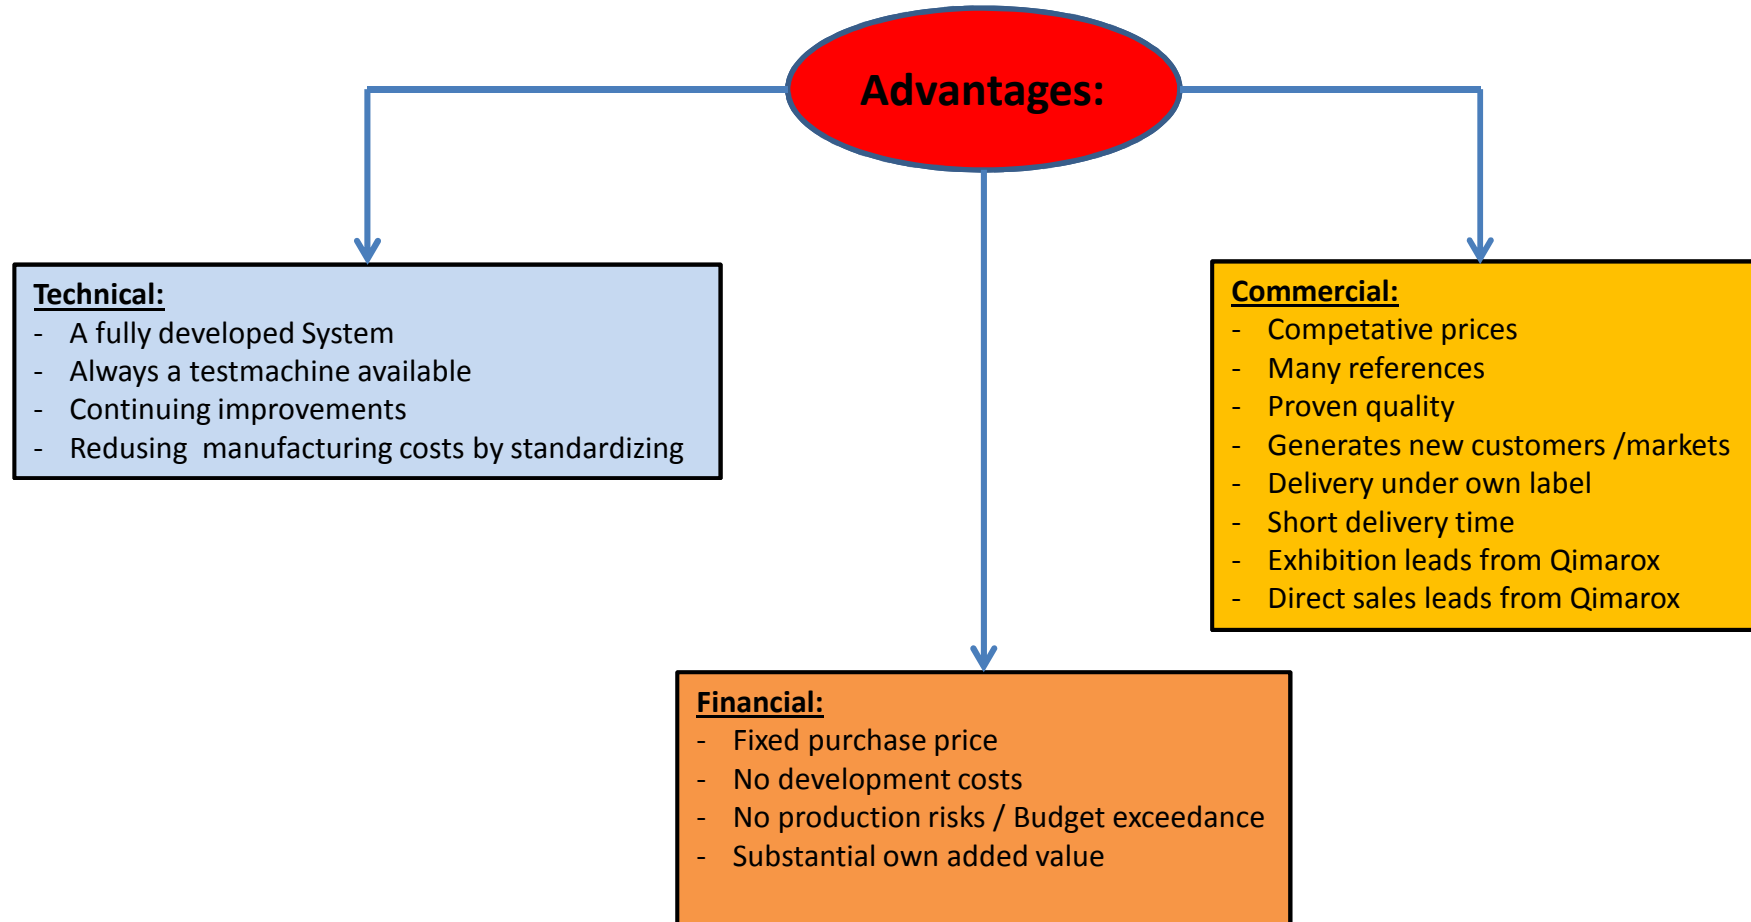 Advantages:
Technical:
- A fully developed System
- Always a testmachine available
- Continuing improvements
- Redusing  manufacturing costs by standardizing
Commercial:
- Competative prices
- Many references
- Proven quality
- Generates new customers /markets
- Delivery under own label
- Short delivery time
- Exhibition leads from Qimarox
- Direct sales leads from Qimarox
Financial:
- Fixed purchase price
- No development costs
- No production risks / Budget exceedance
- Substantial own added value